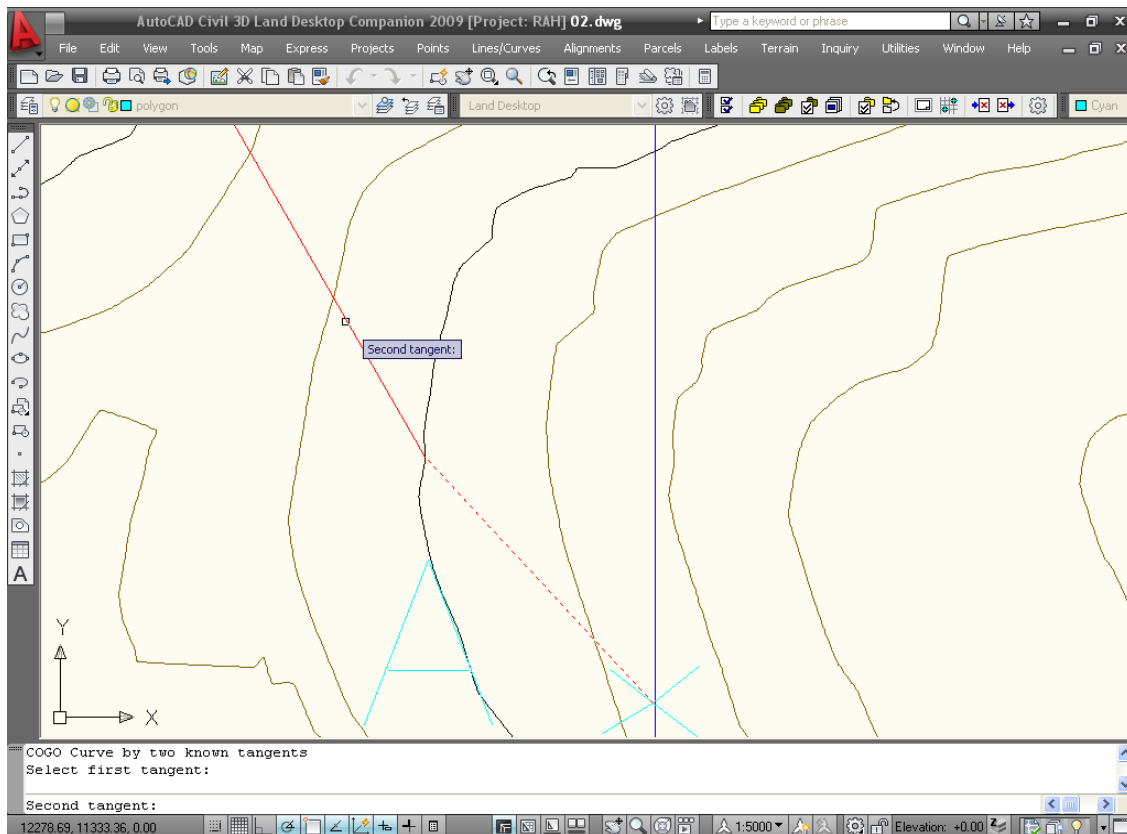 AutoCAD Civil 3D Land Desktop Companion 2009 [Project: RAH] 02.dwg
Type a keyword or phrase
File Edit View Tools Map Express Projects Points Lines/Curves Alignments Parcels Labels Terrain Inquiry Utilities Window Help
polygon
Land Desktop
Cyan
Second tangent:
A
A
Y
X
COGO Curve by two known tangents
Select first tangent:
Second tangent:
12278.69, 11333.36, 0.00
1:5000
Elevation: +0.00